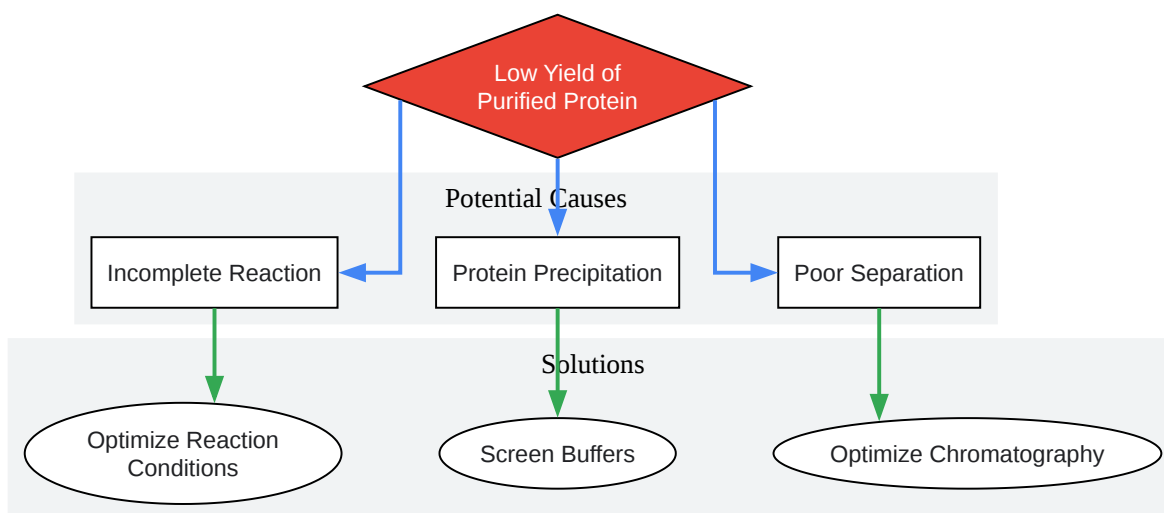 Low Yield of
Purified Protein
Potential Causes
Incomplete Reaction
Protein Precipitation
Poor Separation
Solutions
Optimize Reaction
Conditions
Screen Buffers
Optimize Chromatography